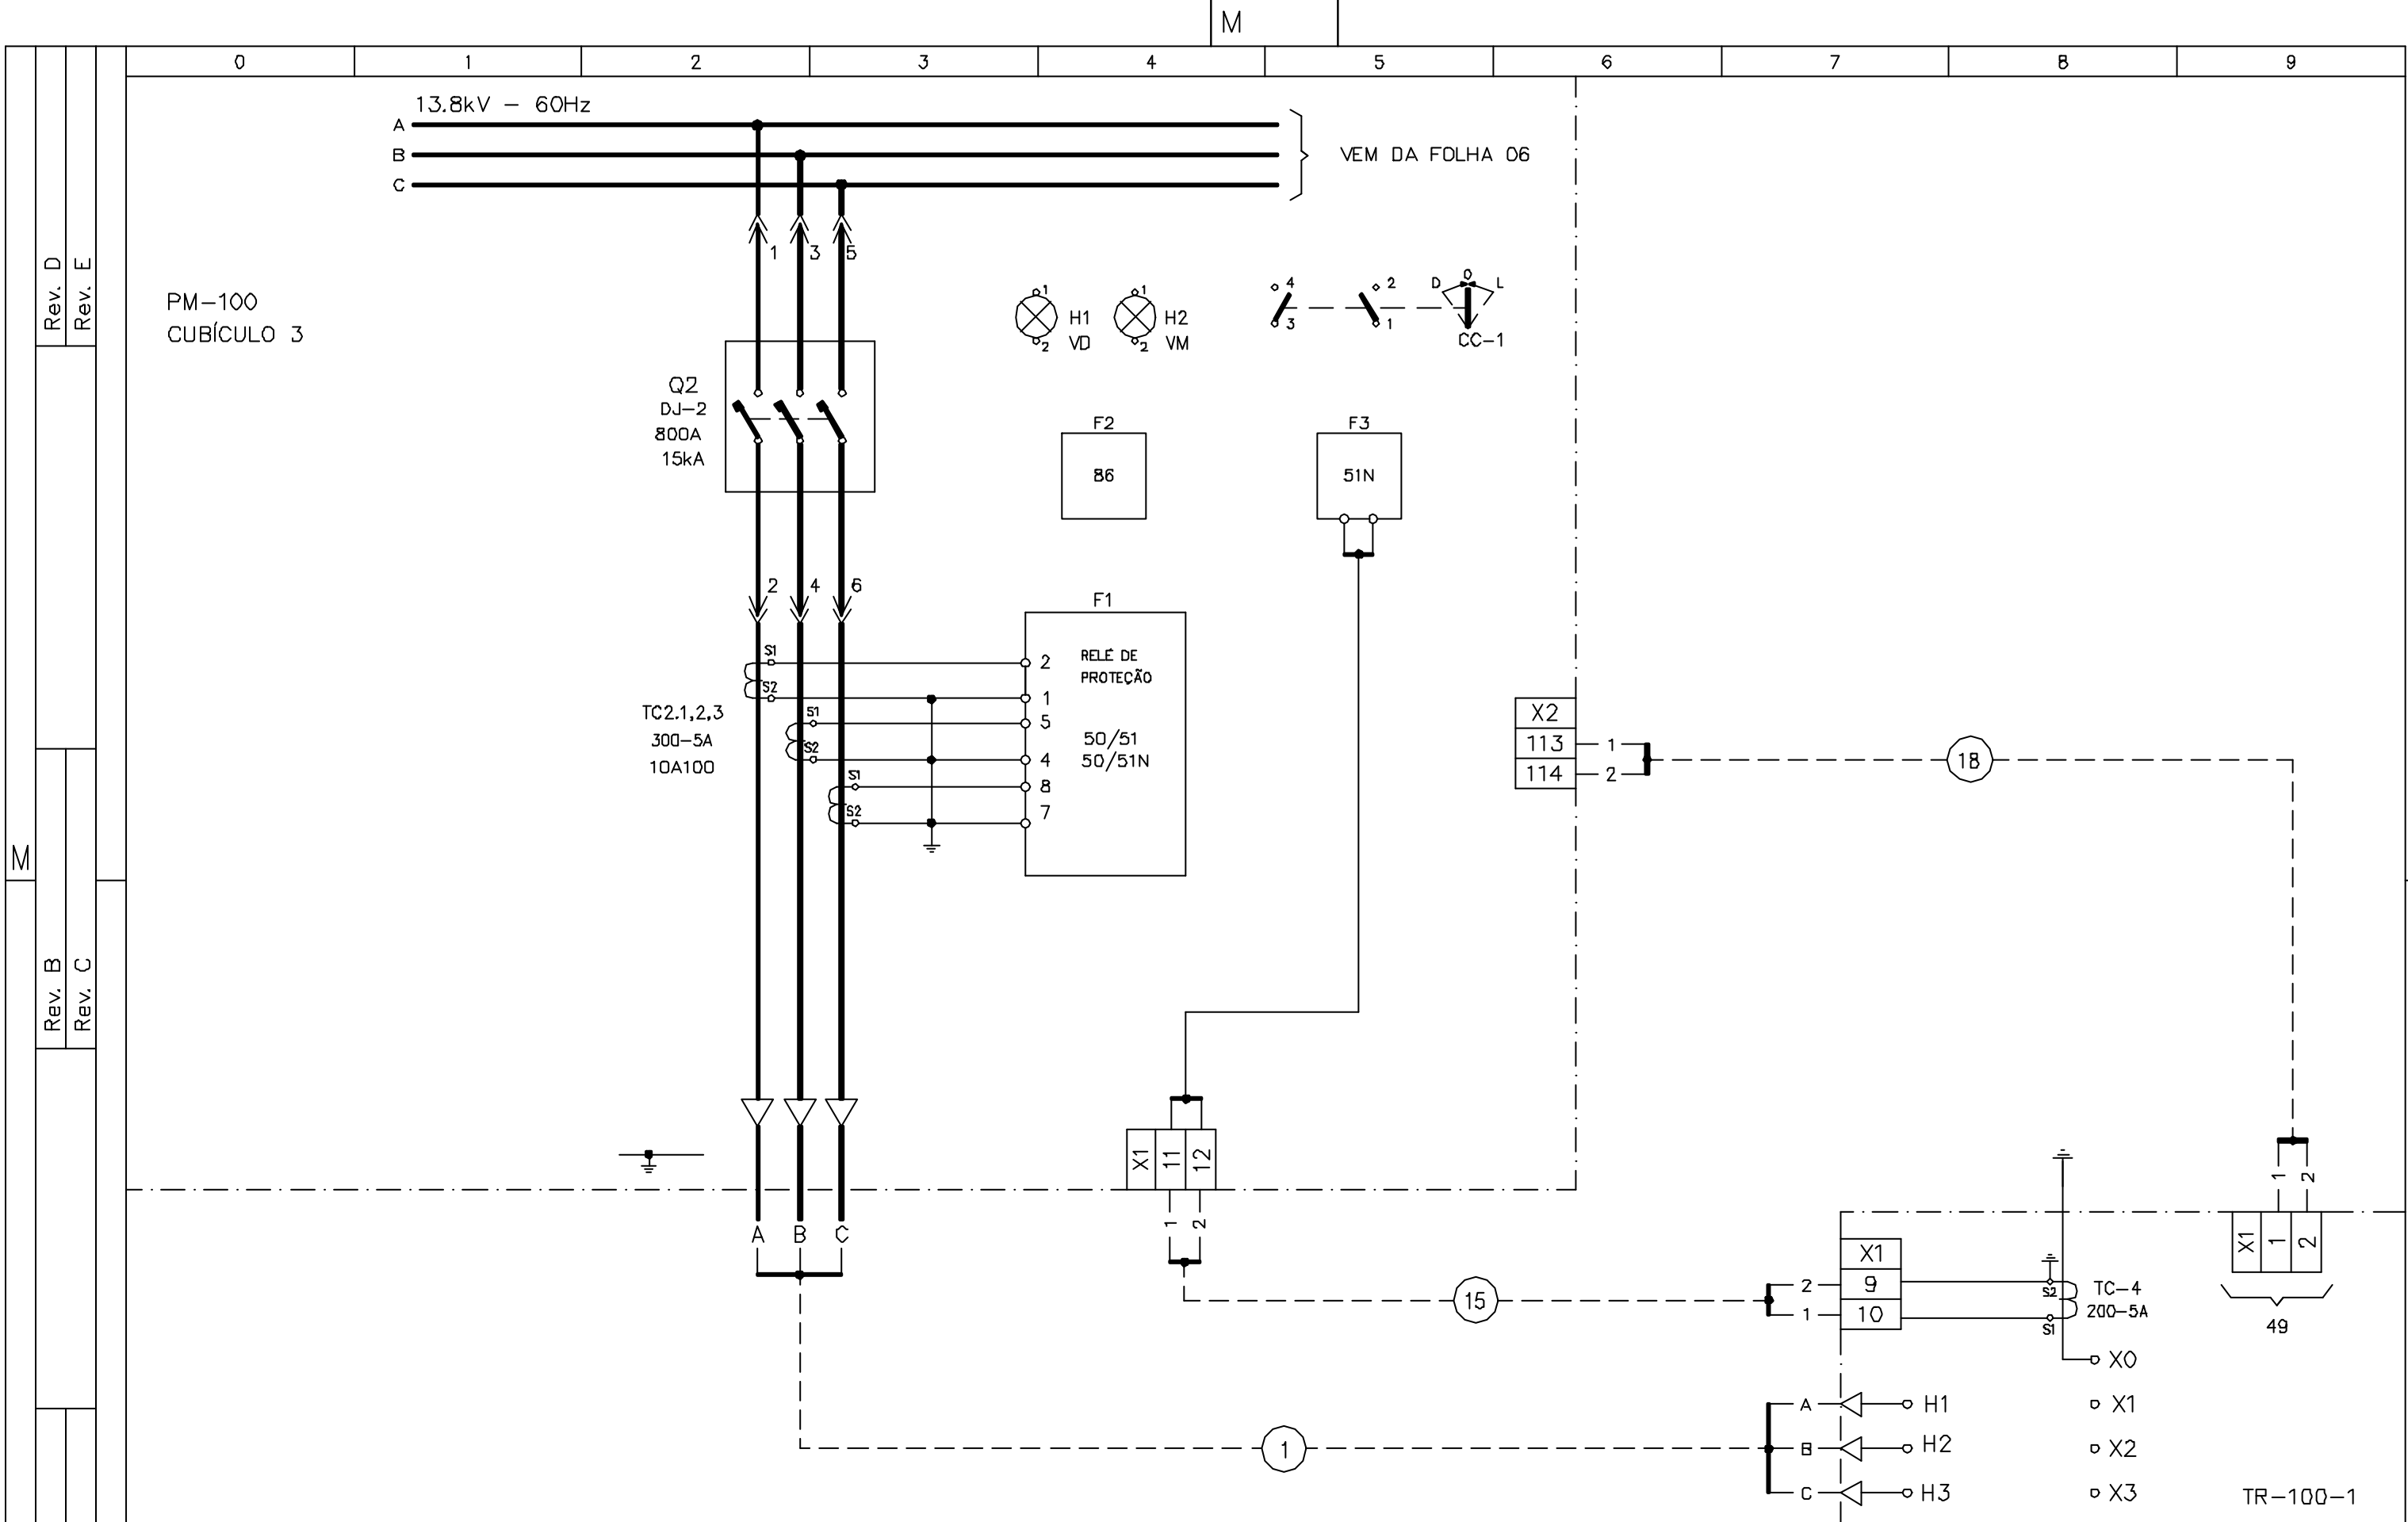 M
0 1 2 3 4 5 6 7 8 9
13.8kV - 60Hz
A
B
C
VEM DA FOLHA 06
1 3 5
Rev. D
Rev. E
PM-100
CUBÍCULO 3
1
H1
2
VD
1
H2
2
VM
4
3
2
1
D 0 L
CC-1
Q2
DJ-2
800A
15kA
F2
86
F3
51N
2 4 6
F1
RELÉ DE
PROTEÇÃO
50/51
50/51N
2
1
5
4
8
7
S1
S2
S1
S2
S1
S2
TC2.1,2,3
300-5A
10A100
X2
113 1
114 2
18
M
Rev. B
Rev. C
X1 11 12
1 2
A B C
15
1 2
X1 1 2
49
X1
2 9
1 10
S2
S1
TC-4
200-5A
X0
A H1 X1
1
B H2 X2
C H3 X3
TR-100-1